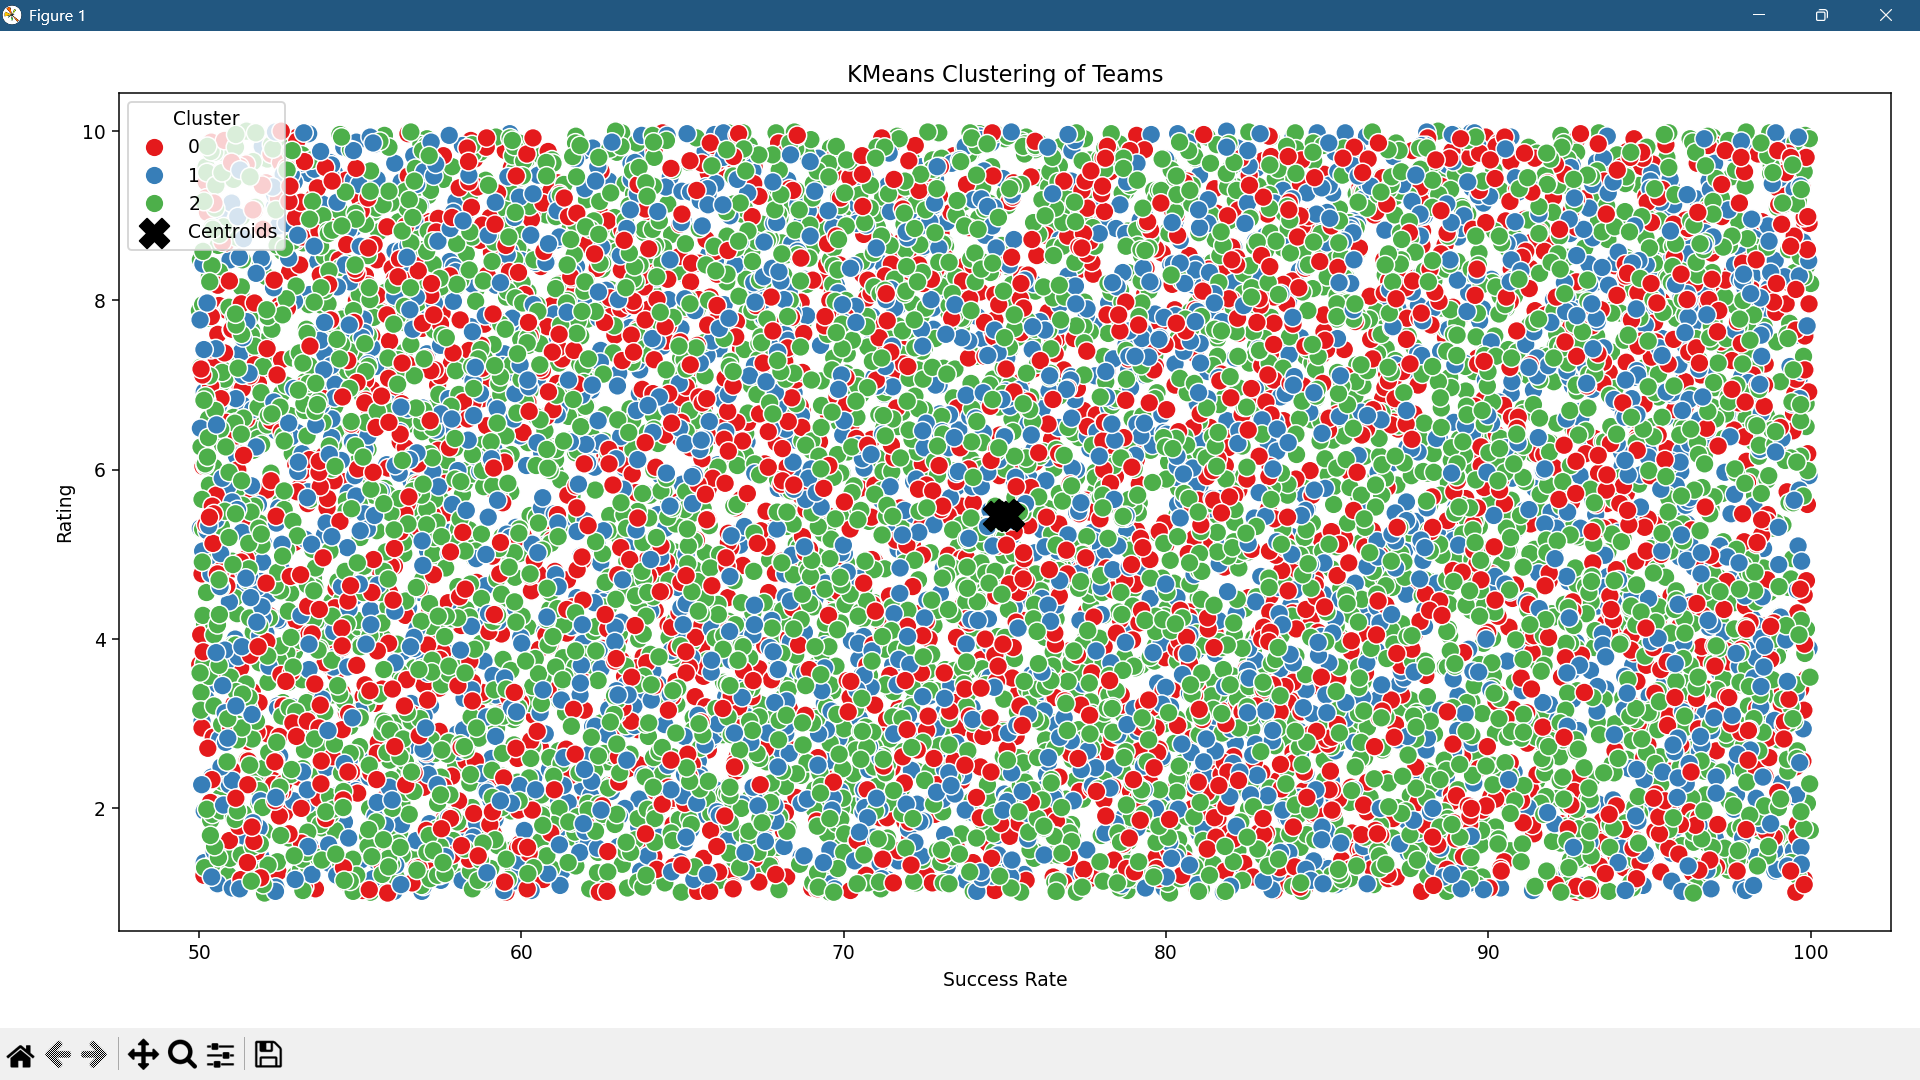 Figure 1
KMeans Clustering of Teams
Cluster
0
1
2
Centroids
10
8
6
4
2
Rating
50 60 70 80 90 100
Success Rate